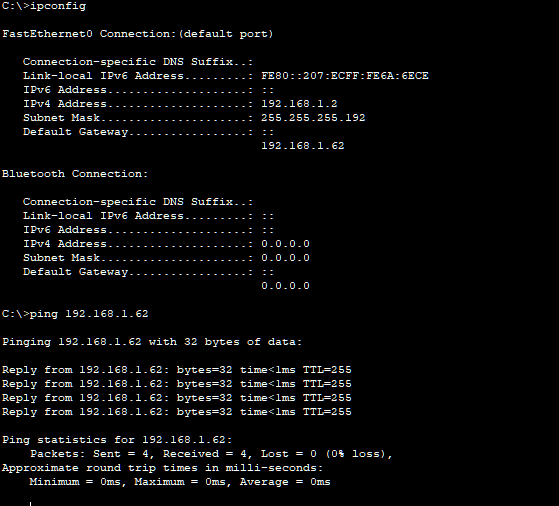 C:\>ipconfig
FastEthernet0 Connection:(default port)
Connection-specific DNS Suffix..:
Link-local IPv6 Address.........: FE80::207:ECFF:FE6A:6ECE
IPv6 Address....................: ::
IPv4 Address....................: 192.168.1.2
Subnet Mask.....................: 255.255.255.192
Default Gateway.................: ::
192.168.1.62
Bluetooth Connection:
Connection-specific DNS Suffix..:
Link-local IPv6 Address.........: ::
IPv6 Address....................: ::
IPv4 Address....................: 0.0.0.0
Subnet Mask.....................: 0.0.0.0
Default Gateway.................: ::
0.0.0.0
C:\>ping 192.168.1.62
Pinging 192.168.1.62 with 32 bytes of data:
Reply from 192.168.1.62: bytes=32 time<1ms TTL=255
Reply from 192.168.1.62: bytes=32 time<1ms TTL=255
Reply from 192.168.1.62: bytes=32 time<1ms TTL=255
Reply from 192.168.1.62: bytes=32 time<1ms TTL=255
Ping statistics for 192.168.1.62:
Packets: Sent = 4, Received = 4, Lost = 0 (0% loss),
Approximate round trip times in milli-seconds:
Minimum = 0ms, Maximum = 0ms, Average = 0ms